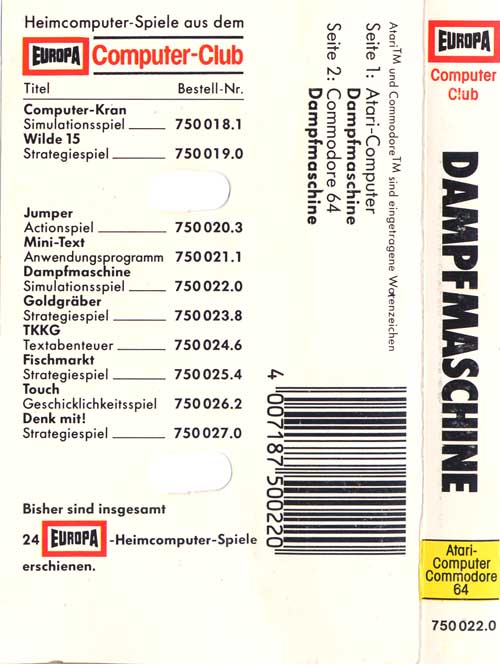 Heimcomputer-Spiele aus dem
EUROPA Computer-Club
Titel Bestell-Nr.
Computer-Kran
Simulationsspiel 750018.1
Wilde 15
Strategiespiel 750019.0
Jumper
Actionspiel 750020.3
Mini-Text
Anwendungsprogramm 750021.1
Dampfmaschine
Simulationsspiel 750022.0
Goldgräber
Strategiespiel 750023.8
TKKG
Textabenteuer 750024.6
Fischmarkt
Strategiespiel 750025.4
Touch
Geschicklichkeitsspiel 750026.2
Denk mit!
Strategiespiel 750027.0
Bisher sind insgesamt
24 EUROPA -Heimcomputer-Spiele
erschienen.
Atari™ und Commodore™ sind eingetragene Warenzeichen
Seite 1: Atari-Computer
Dampfmaschine
Seite 2: Commodore 64
Dampfmaschine
4 007187 500220
EUROPA
Computer
Club
DAMPFMASCHINE
Atari-
Computer
Commodore
64
750022.0